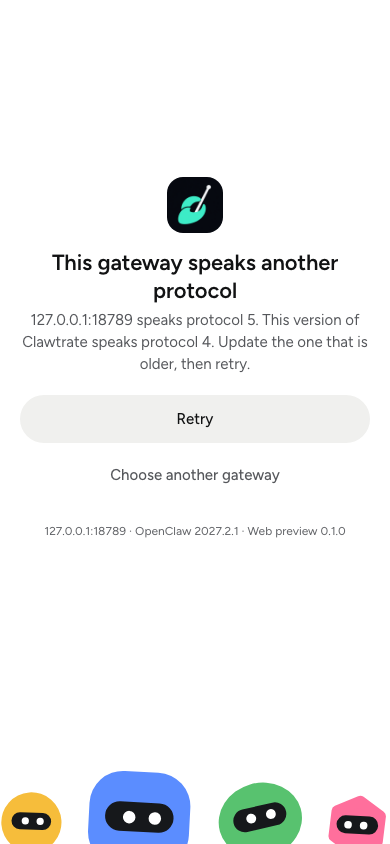 This gateway speaks another
protocol
127.0.0.1:18789 speaks protocol 5. This version of
Clawtrate speaks protocol 4. Update the one that is
older, then retry.
Retry
Choose another gateway
127.0.0.1:18789 · OpenClaw 2027.2.1 · Web preview 0.1.0